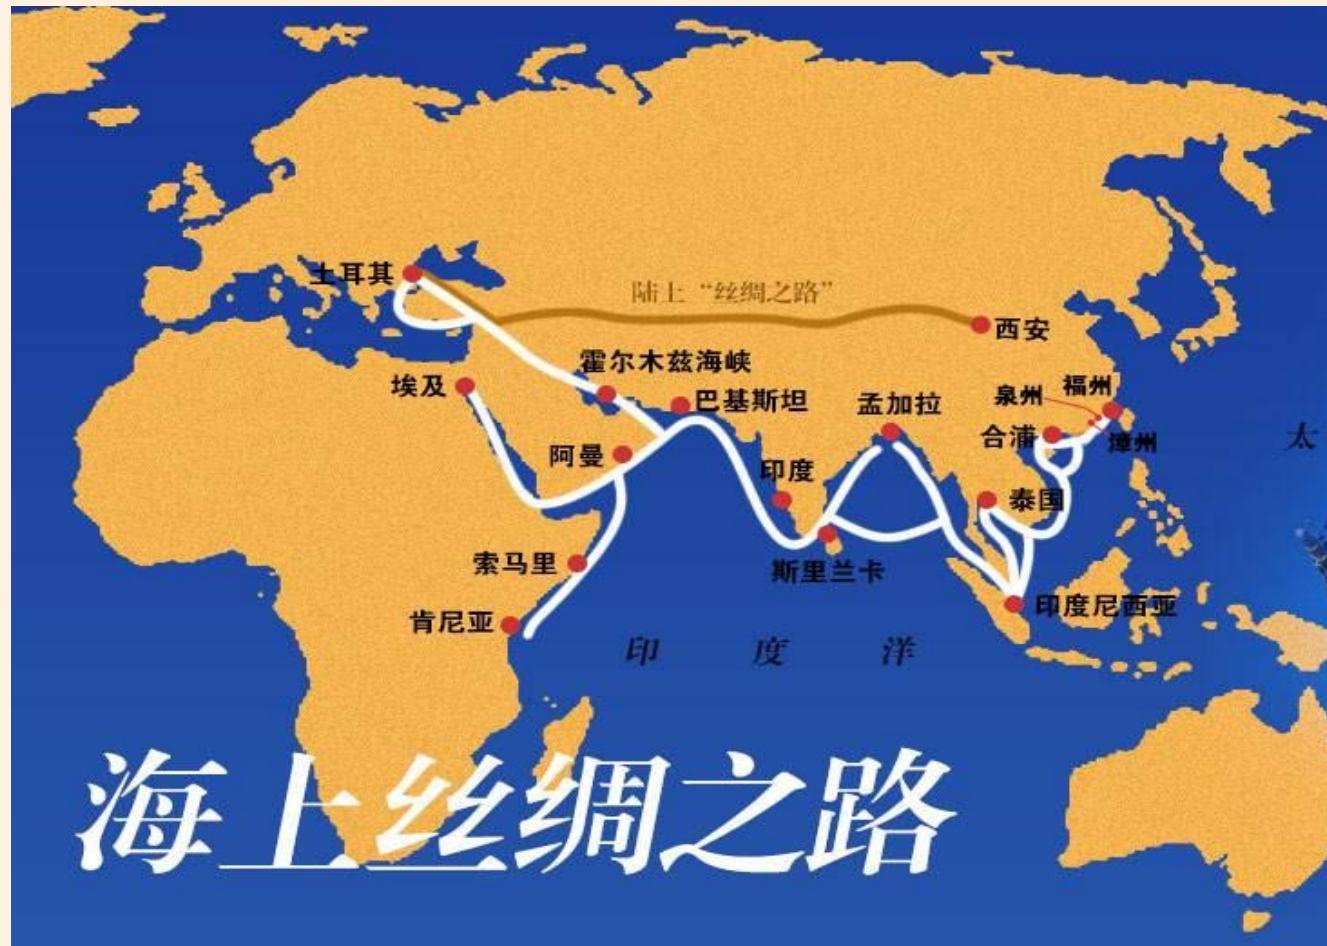 土耳其
陆上“丝绸之路”
西安
霍尔木兹海峡
埃及
巴基斯坦
孟加拉
泉州
福州
合浦
漳州
太
阿曼
印度
泰国
索马里
斯里兰卡
肯尼亚
印度尼西亚
印 度 洋
海上丝绸之路